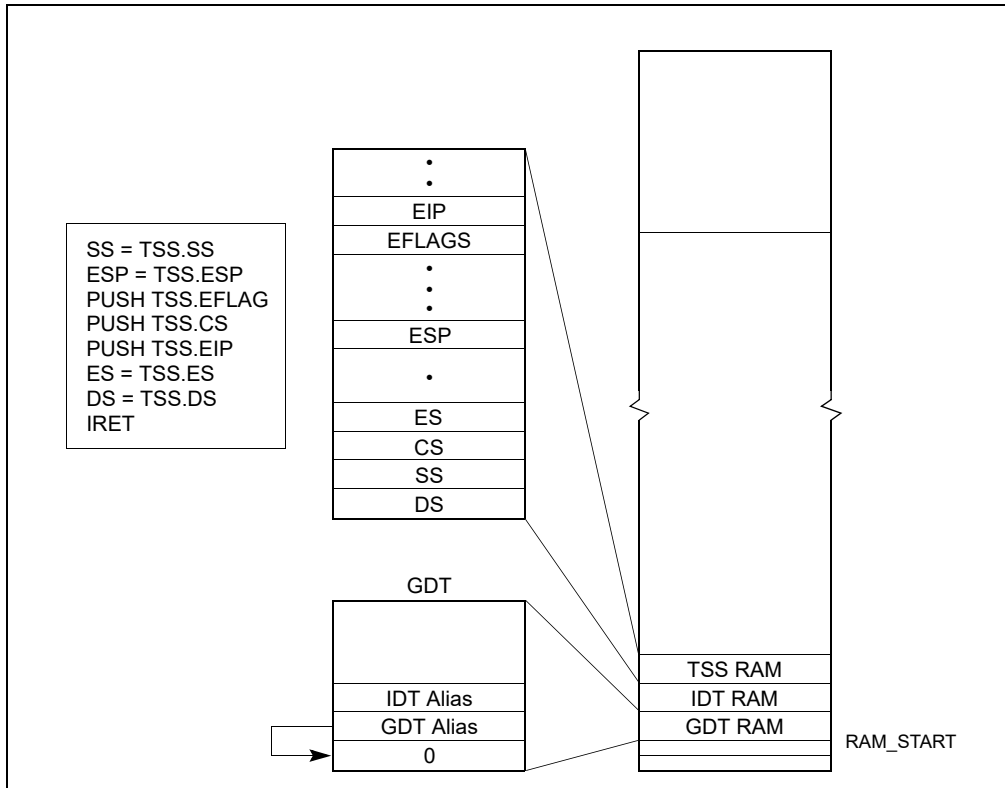 SS = TSS.SS
ESP = TSS.ESP
PUSH TSS.EFLAG
PUSH TSS.CS
PUSH TSS.EIP
ES = TSS.ES
DS = TSS.DS
IRET
EIP
EFLAGS
ESP
ES
CS
SS
DS
GDT
IDT Alias
GDT Alias
0
TSS RAM
IDT RAM
GDT RAM
RAM_START